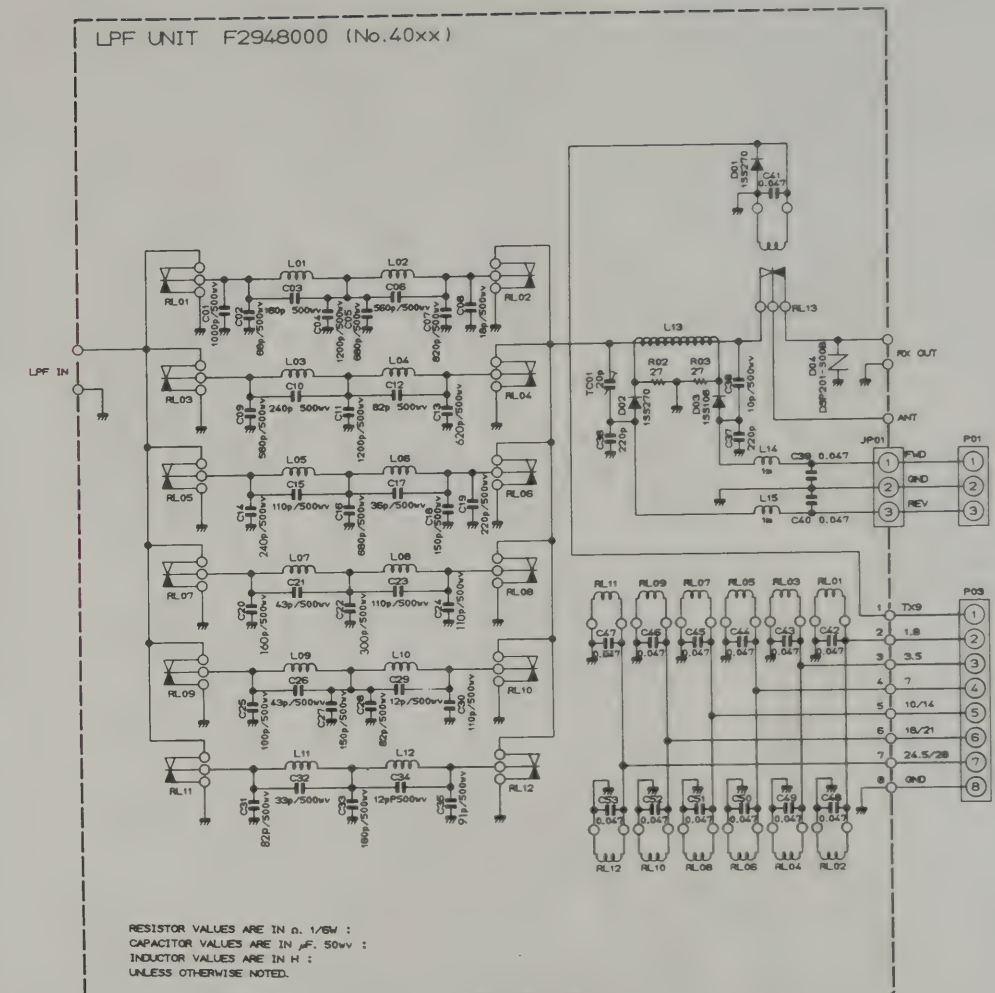 LPF UNIT F2948000 (No.40xx)
D01
1SS270
C41
0.047
RL13
L01
L02
RL01
C01
1000p/500wv
C02
68p/500wv
C03
180p 500wv
C04
1200p/500wv
C05
680p/500wv
C06
560p/500wv
C07
820p/500wv
C08
18p/500wv
RL02
LPF IN
L03
L04
RL03
C09
560p/500wv
C10
240p 500wv
C11
1200p/500wv
C12
82p 500wv
C13
620p/500wv
RL04
L13
TC01
20p
R02
27
R03
27
D02
1SS270
D03
1SS106
10p/500wv
C36
220p
C37
220p
D04
DSP201-300B
RX OUT
ANT
L14
1m
C39 0.047
L15
1m
C40 0.047
JP01
1 FWD
2 GND
3 REV
P01
1
2
3
L05
L06
RL05
C14
240p/500wv
C15
110p/500wv
C16
680p/500wv
C17
36p/500wv
C18
150p/500wv
C19
220p/500wv
RL06
L07
L08
RL07
C20
160p/500wv
C21
43p/500wv
C22
300p/500wv
C23
110p/500wv
C24
110p/500wv
RL08
L09
L10
RL09
C25
100p/500wv
C26
43p/500wv
C27
150p/500wv
C28
82p/500wv
C29
12p/500wv
C30
110p/500wv
RL10
L11
L12
RL11
C31
82p/500wv
C32
33p/500wv
C33
180p/500wv
C34
12pP500wv
C35
91p/500wv
RL12
RL11 RL09 RL07 RL05 RL03 RL01
C47 C46 C45 C44 C43 C42
0.047 0.047 0.047 0.047 0.047 0.047
P03
1 TX9 1
2 1.8 2
3 3.5 3
4 7 4
5 10/14 5
6 18/21 6
7 24.5/28 7
8 GND 8
C53 C52 C51 C50 C49 C48
0.047 0.047 0.047 0.047 0.047 0.047
RL12 RL10 RL08 RL06 RL04 RL02
RESISTOR VALUES ARE IN Ω. 1/6W :
CAPACITOR VALUES ARE IN μF. 50wv :
INDUCTOR VALUES ARE IN H :
UNLESS OTHERWISE NOTED.